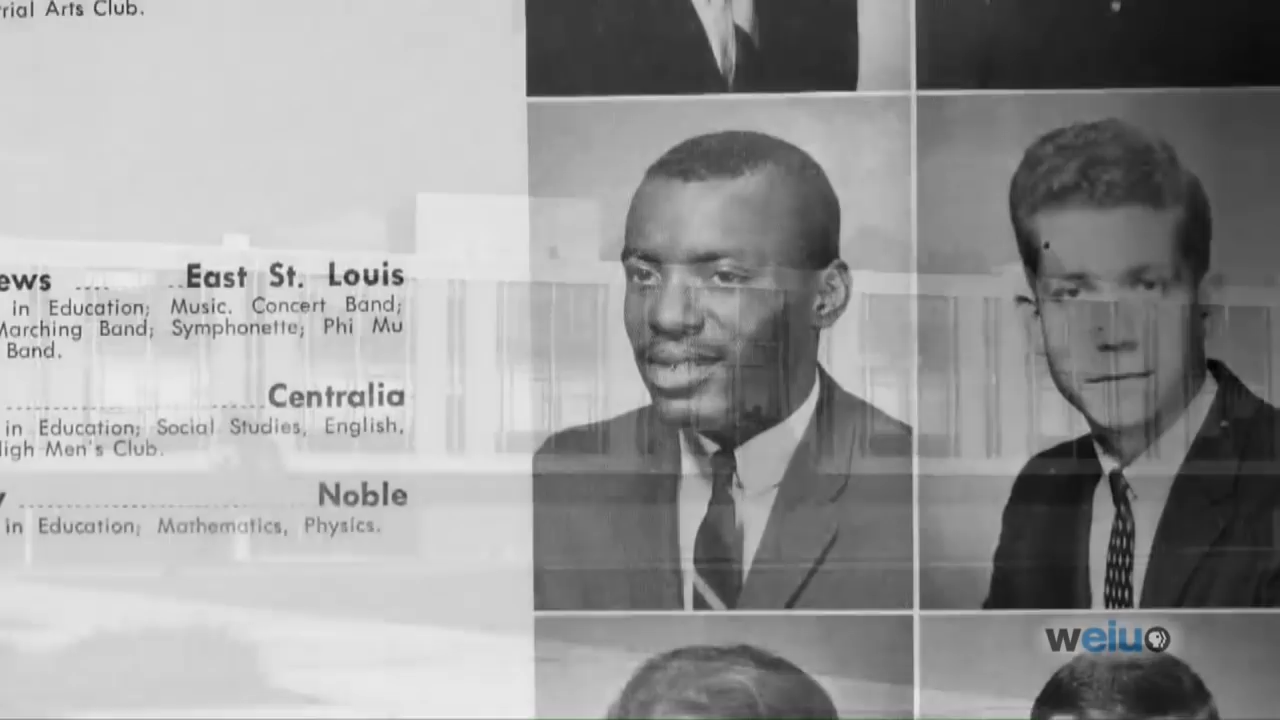 rial Arts Club.
ews .... ..East St. Louis
in Education; Music. Concert Band;
Marching Band; Symphonette; Phi Mu
Band.
........................Centralia
in Education; Social Studies, English.
High Men's Club.
y ........................ Noble
in Education; Mathematics, Physics.
weiu